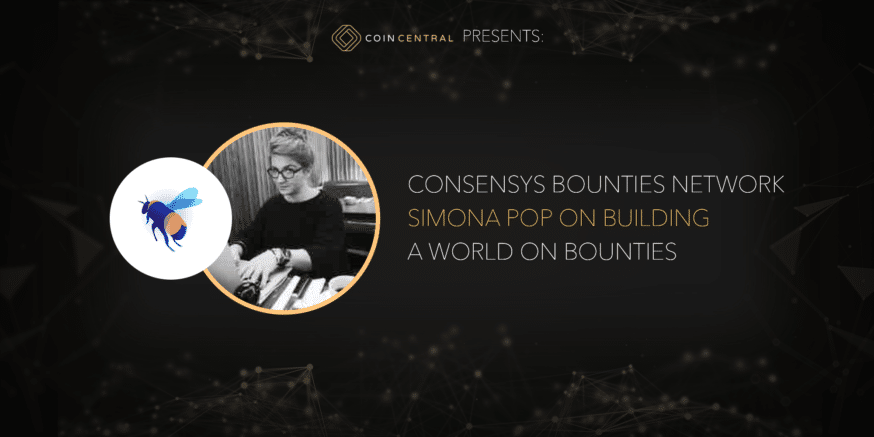 COINCENTRAL PRESENTS:
CONSENSYS BOUNTIES NETWORK
SIMONA POP ON BUILDING
A WORLD ON BOUNTIES